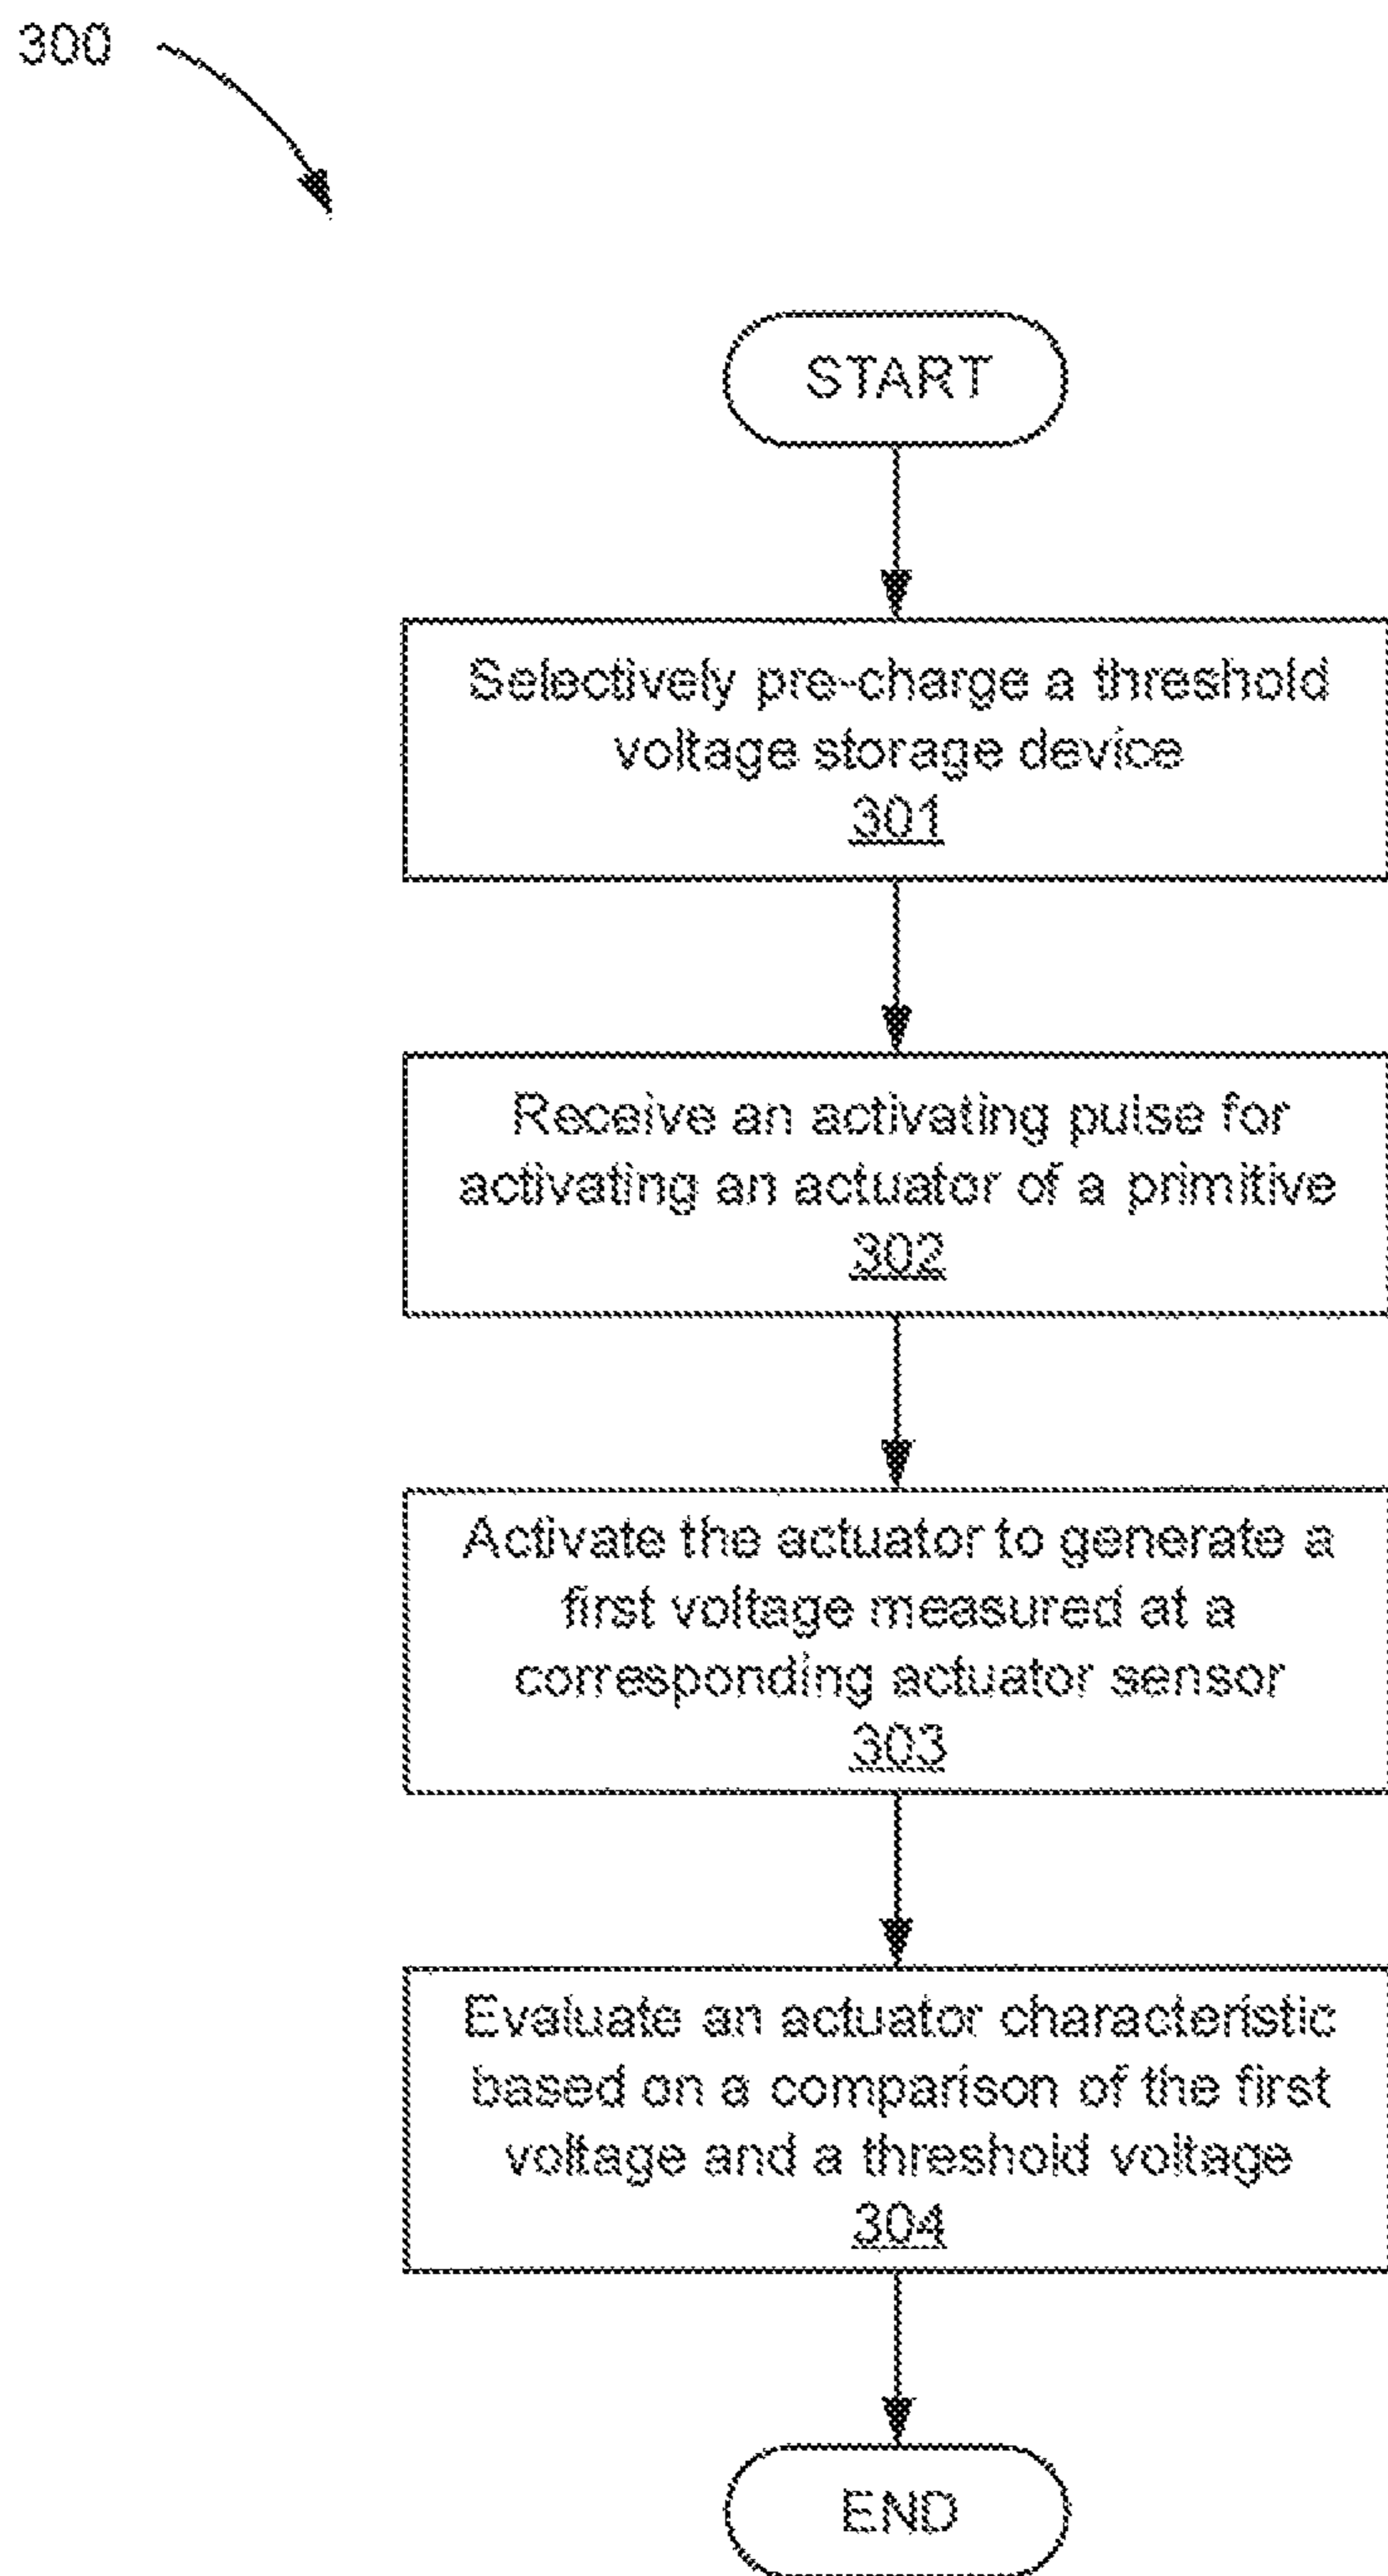 300
START
Selectively pre-charge a threshold
voltage storage device
301
Receive an activating pulse for
activating an actuator of a primitive
302
Activate the actuator to generate a
first voltage measured at a
corresponding actuator sensor
303
Evaluate an actuator characteristic
based on a comparison of the first
voltage and a threshold voltage
304
END